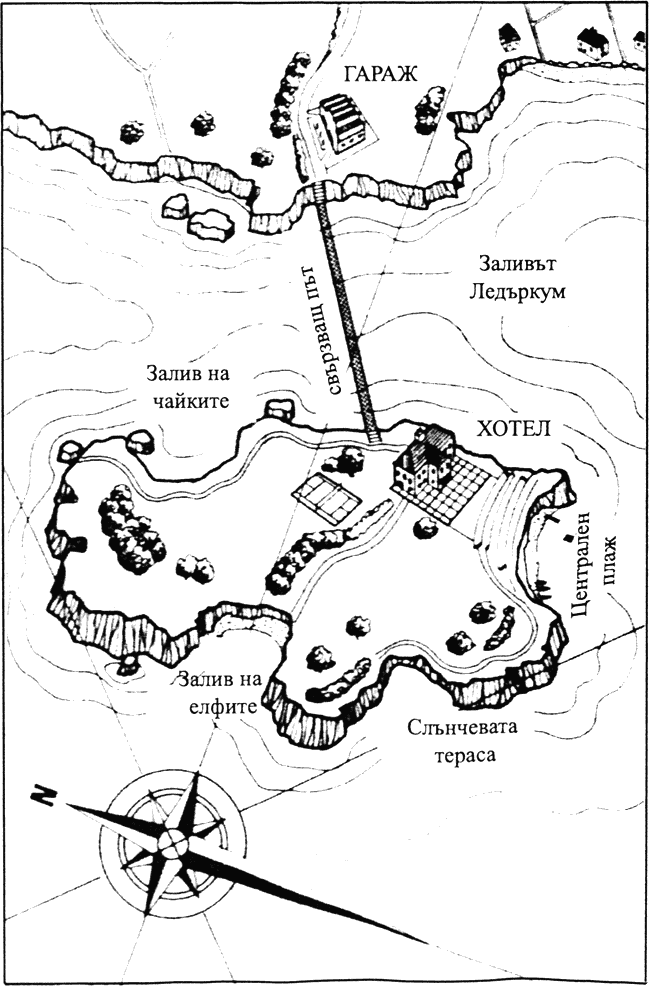 ГАРАЖ
Заливът
Ледъркум
свързващ път
Залив на
чайките
ХОТЕЛ
Централен
плаж
Залив на
елфите
Слънчевата
тераса
N